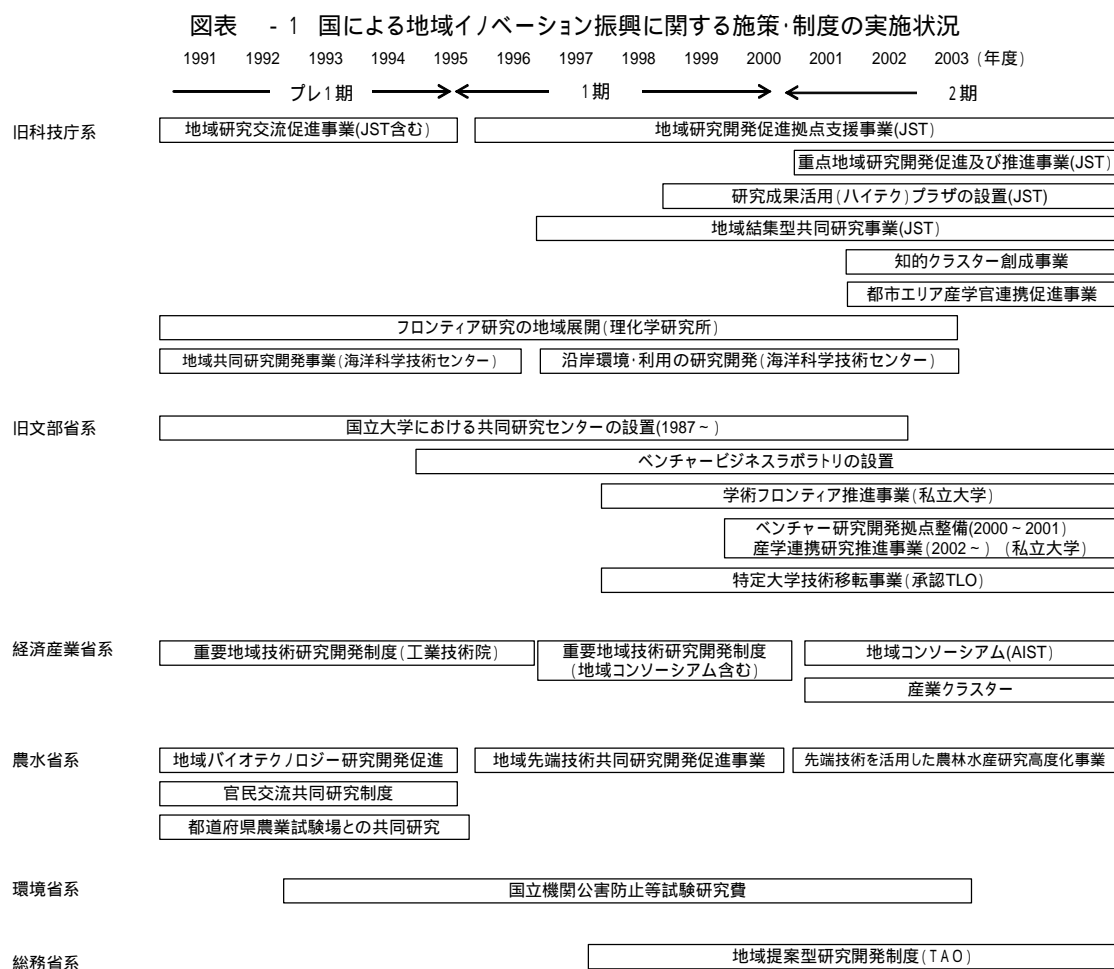 図表　-1 国による地域イノベーション振興に関する施策・制度の実施状況
1991 1992 1993 1994 1995 1996 1997 1998 1999 2000 2001 2002 2003 (年度)
プレ1期 1期 2期
旧科技庁系
地域研究交流促進事業(JST含む) 地域研究開発促進拠点支援事業(JST)
重点地域研究開発促進及び推進事業(JST)
研究成果活用(ハイテク)プラザの設置(JST)
地域結集型共同研究事業(JST)
知的クラスター創成事業
都市エリア産学官連携促進事業
フロンティア研究の地域展開(理化学研究所)
地域共同研究開発事業(海洋科学技術センター) 沿岸環境・利用の研究開発(海洋科学技術センター)
旧文部省系
国立大学における共同研究センターの設置(1987~)
ベンチャービジネスラボラトリの設置
学術フロンティア推進事業(私立大学)
ベンチャー研究開発拠点整備(2000~2001)
産学連携研究推進事業(2002~) (私立大学)
特定大学技術移転事業(承認TLO)
経済産業省系
重要地域技術研究開発制度(工業技術院) 重要地域技術研究開発制度 地域コンソーシアム(AIST)
(地域コンソーシアム含む)
産業クラスター
農水省系
地域バイオテクノロジー研究開発促進 地域先端技術共同研究開発促進事業 先端技術を活用した農林水産研究高度化事業
官民交流共同研究制度
都道府県農業試験場との共同研究
環境省系
国立機関公害防止等試験研究費
総務省系
地域提案型研究開発制度(TAO)